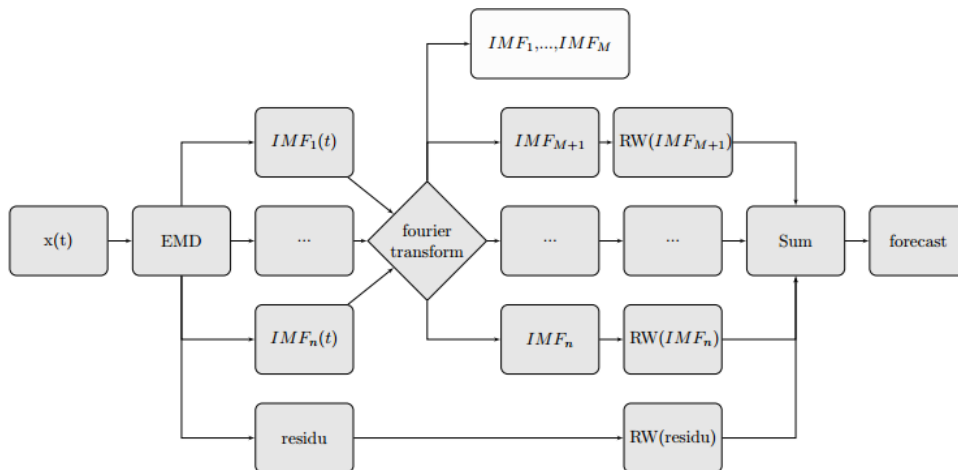 IMF₁,...,IMF_M
IMF₁(t)
IMF_{M+1}
RW(IMF_{M+1})
x(t)
EMD
...
fourier
transform
...
...
Sum
forecast
IMFₙ(t)
IMFₙ
RW(IMFₙ)
residu
RW(residu)